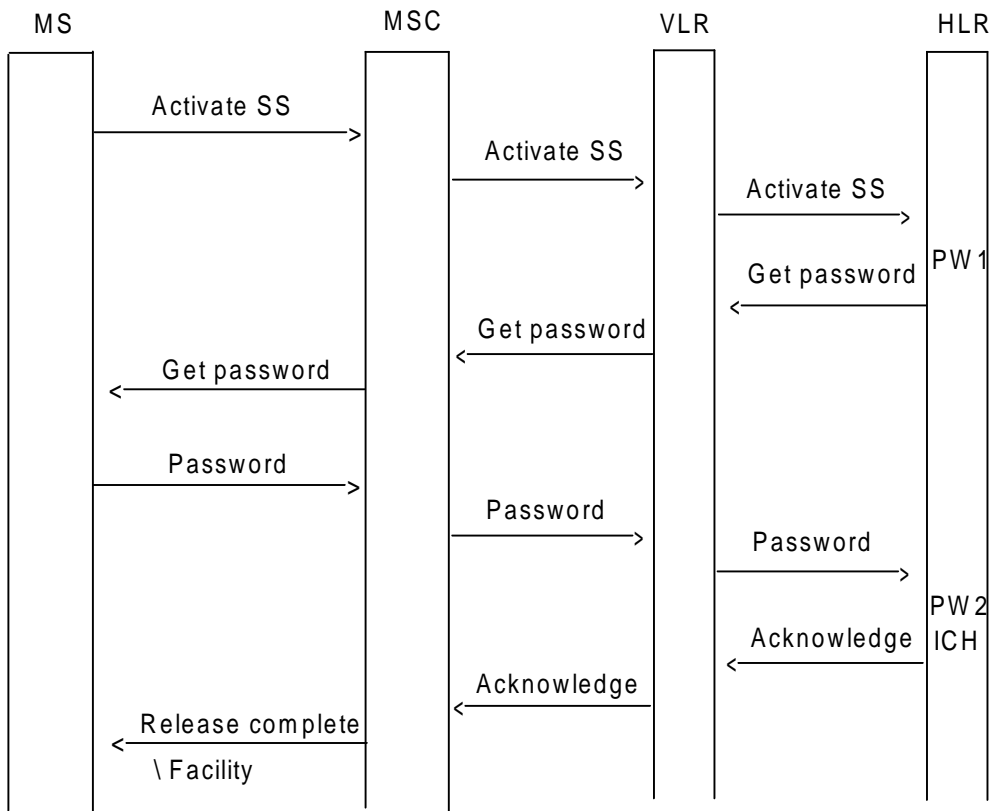 MS
MSC
VLR
HLR
Activate SS
Activate SS
Activate SS
PW1
Get password
Get password
Get password
Password
Password
Password
PW2
Acknowledge
ICH
Acknowledge
Release complete
\ Facility